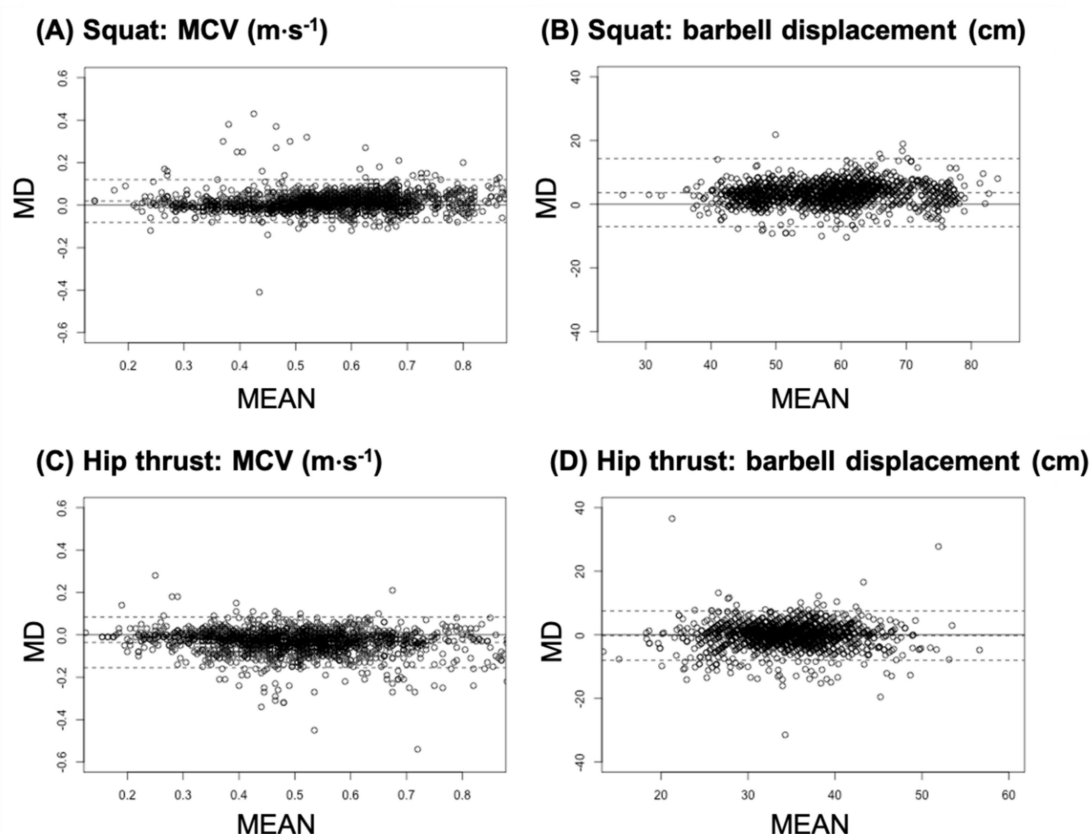 (A) Squat: MCV (m·s⁻¹)
0.6
0.4
0.2
0.0
-0.2
-0.4
-0.6
MD
0.2 0.3 0.4 0.5 0.6 0.7 0.8
MEAN
(B) Squat: barbell displacement (cm)
40
20
0
-20
-40
MD
30 40 50 60 70 80
MEAN
(C) Hip thrust: MCV (m·s⁻¹)
0.6
0.4
0.2
0.0
-0.2
-0.4
-0.6
MD
0.2 0.3 0.4 0.5 0.6 0.7 0.8
MEAN
(D) Hip thrust: barbell displacement (cm)
40
20
0
-20
-40
MD
20 30 40 50 60
MEAN